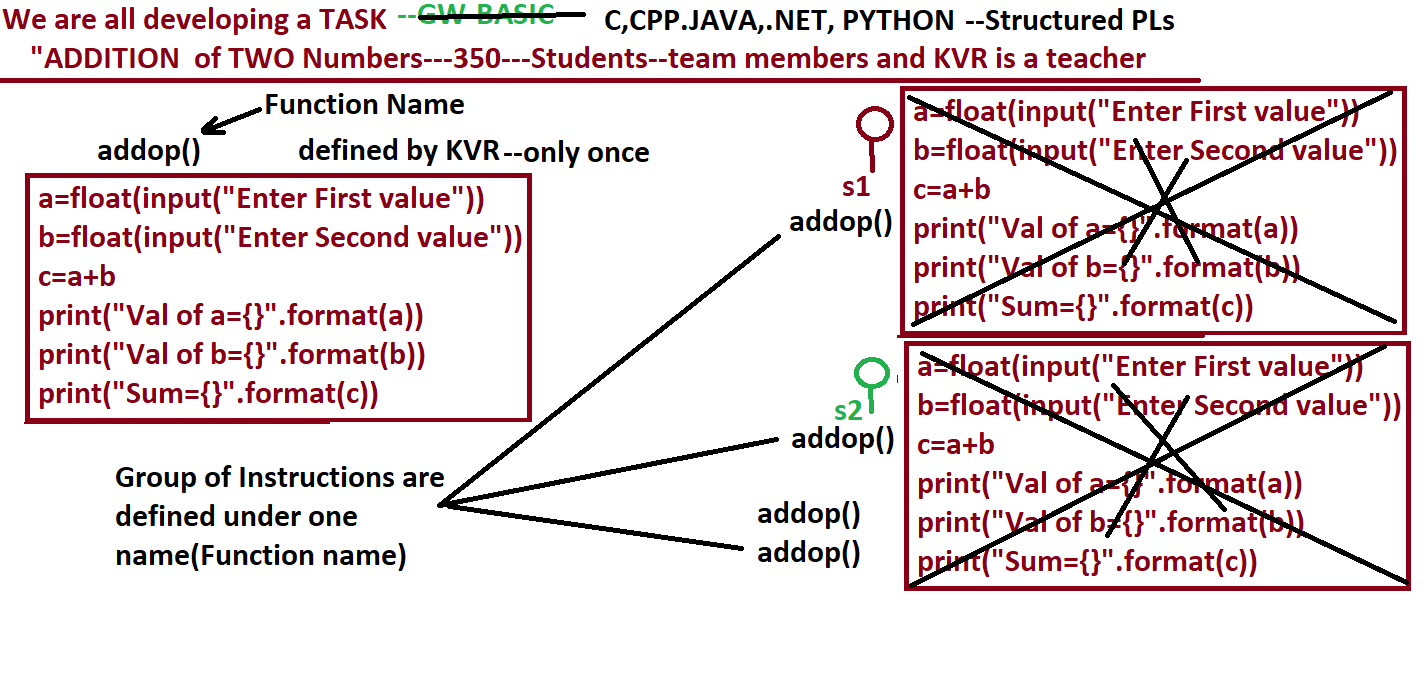 We are all developing a TASK --GW-BASIC C,CPP.JAVA,.NET, PYTHON --Structured PLs
"ADDITION of TWO Numbers---350---Students--team members and KVR is a teacher
Function Name
addop() defined by KVR--only once
a=float(input("Enter First value"))
b=float(input("Enter Second value"))
c=a+b
print("Val of a={}".format(a))
print("Val of b={}".format(b))
print("Sum={}".format(c))
Group of Instructions are
defined under one
name(Function name)
s1
addop()
a=float(input("Enter First value"))
b=float(input("Enter Second value"))
c=a+b
print("Val of a={}".format(a))
print("Val of b={}".format(b))
print("Sum={}".format(c))
s2
addop()
a=float(input("Enter First value"))
b=float(input("Enter Second value"))
c=a+b
print("Val of a={}".format(a))
print("Val of b={}".format(b))
print("Sum={}".format(c))
addop()
addop()